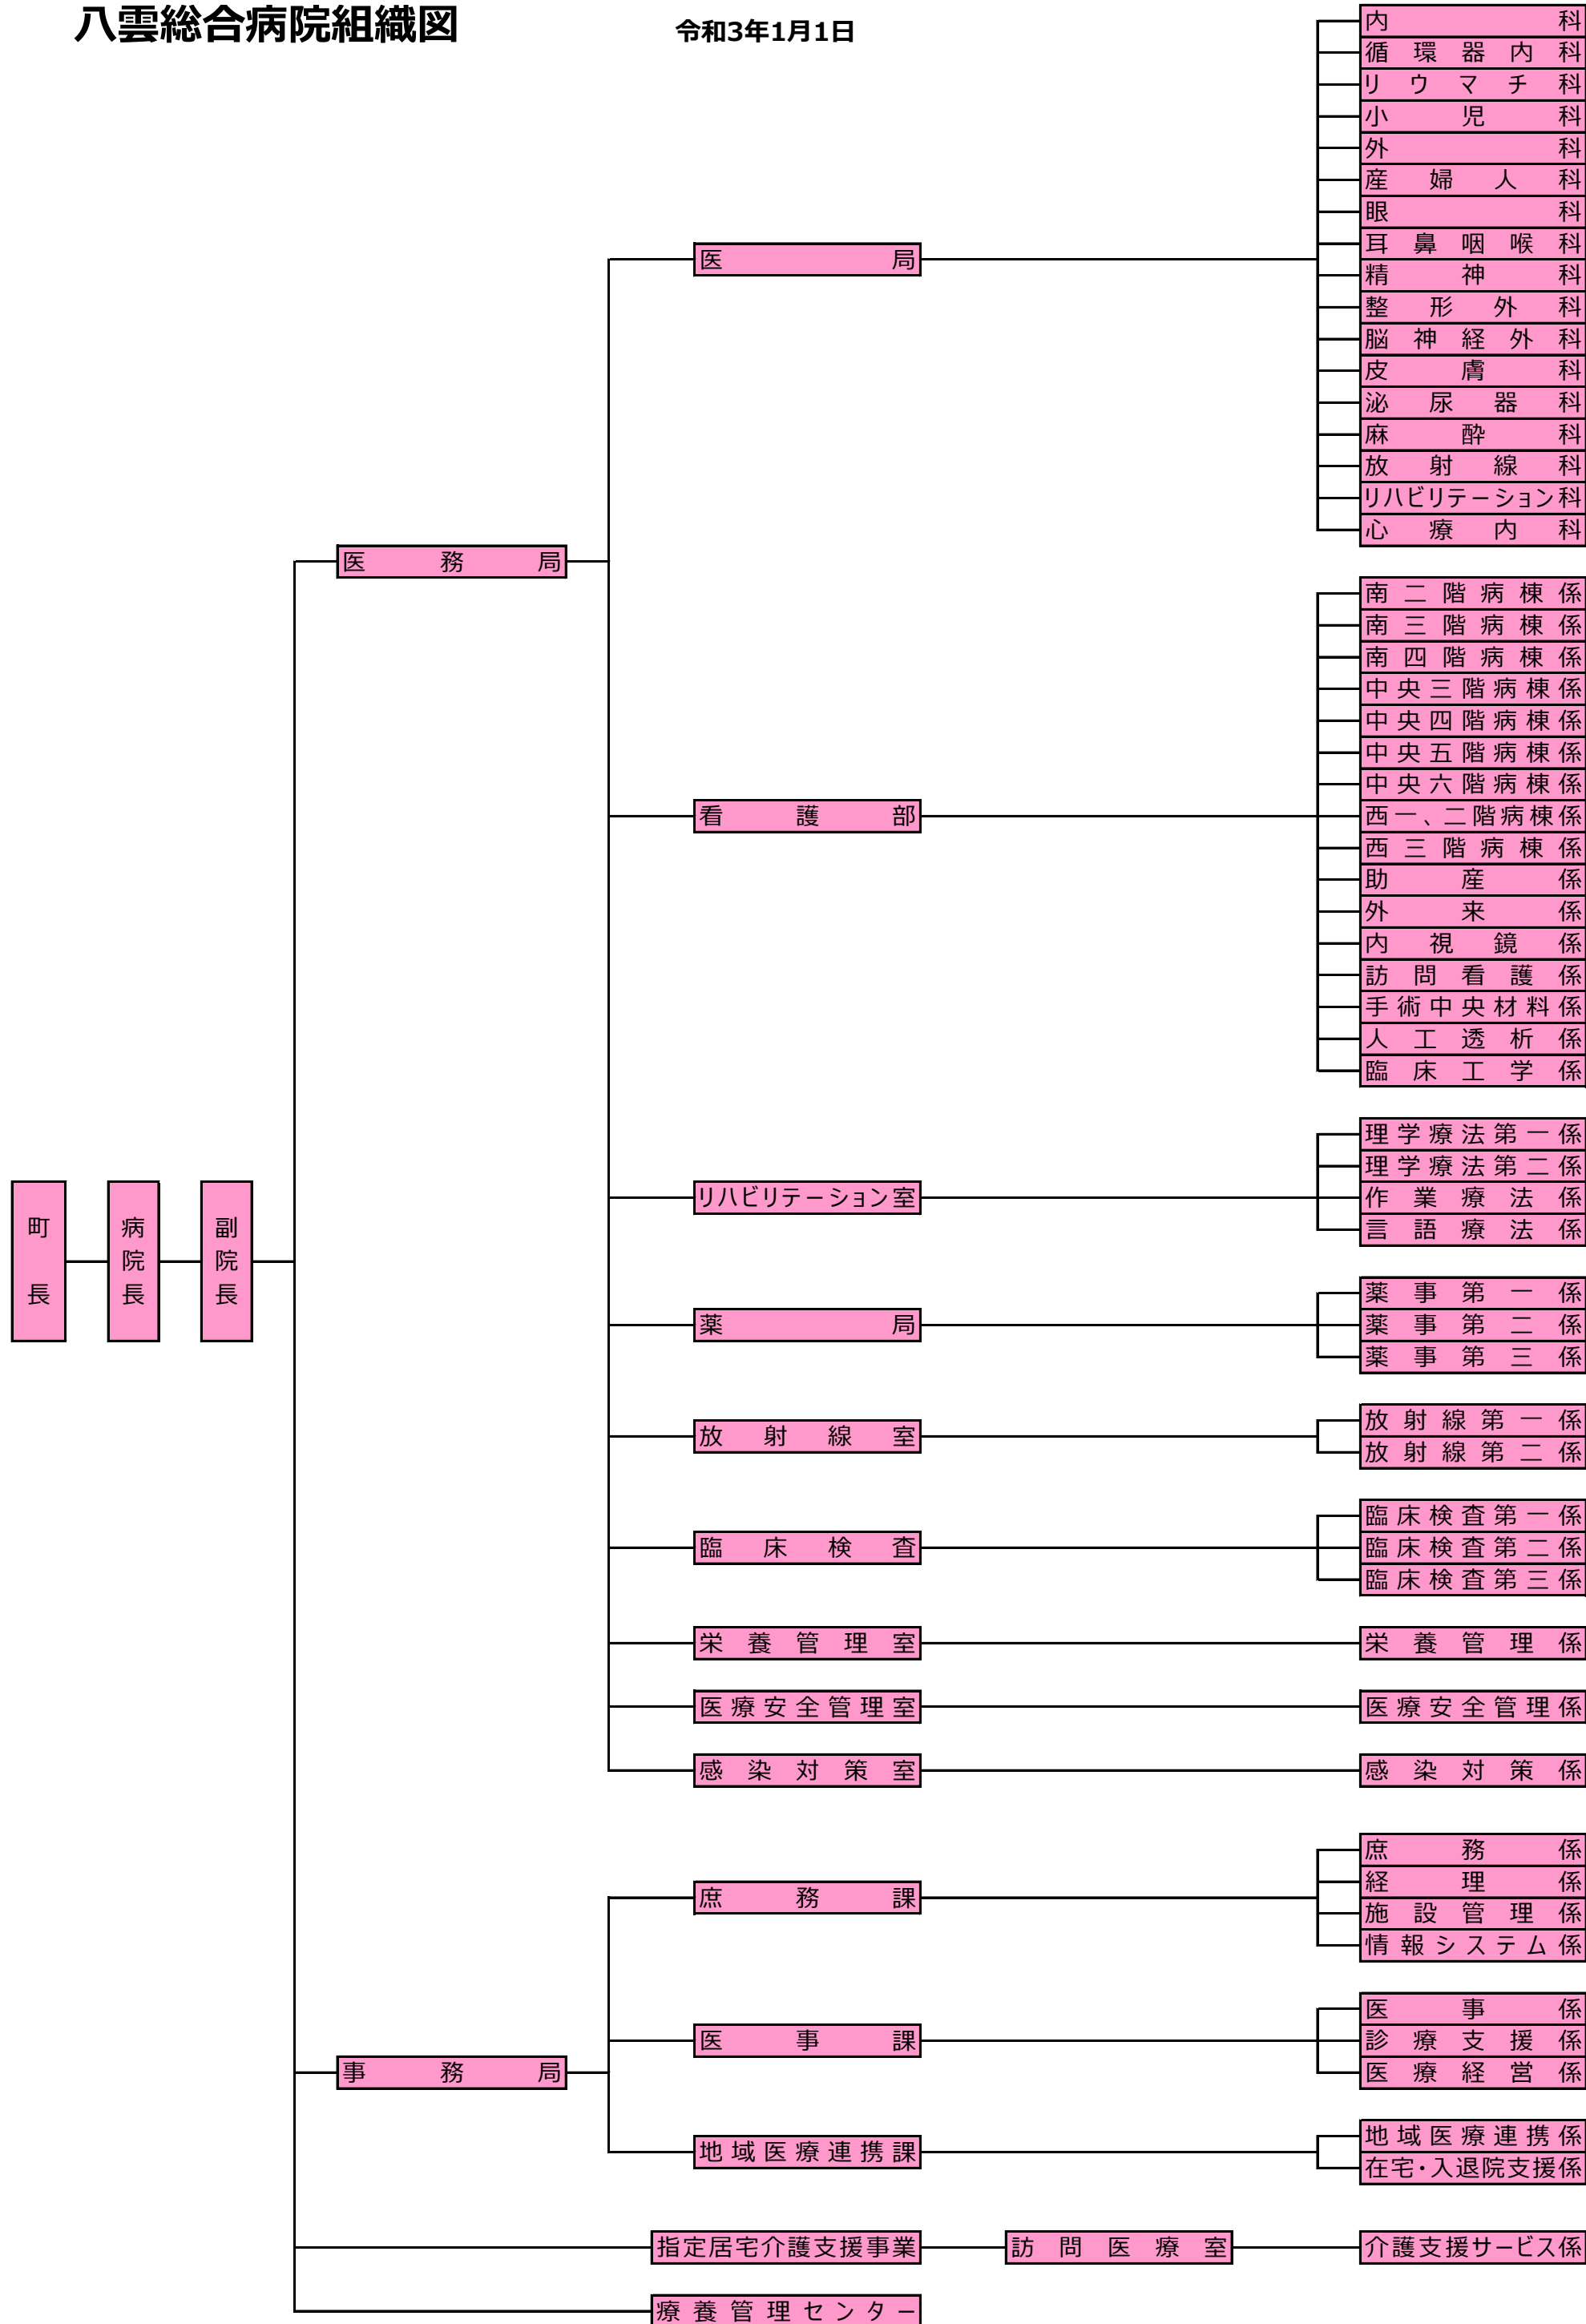 八雲総合病院組織図
令和3年1月1日
町長
病院長
副院長
医務局
医局
内科
循環器内科
リウマチ科
小児科
外科
産婦人科
眼科
耳鼻咽喉科
精神科
整形外科
脳神経外科
皮膚科
泌尿器科
麻酔科
放射線科
リハビリテーション科
心療内科
看護部
南二階病棟係
南三階病棟係
南四階病棟係
中央三階病棟係
中央四階病棟係
中央五階病棟係
中央六階病棟係
西一、二階病棟係
西三階病棟係
助産係
外来係
内視鏡係
訪問看護係
手術中央材料係
人工透析係
臨床工学係
リハビリテーション室
理学療法第一係
理学療法第二係
作業療法係
言語療法係
薬局
薬事第一係
薬事第二係
薬事第三係
放射線室
放射線第一係
放射線第二係
臨床検査
臨床検査第一係
臨床検査第二係
臨床検査第三係
栄養管理室
栄養管理係
医療安全管理室
医療安全管理係
感染対策室
感染対策係
事務局
庶務課
庶務係
経理係
施設管理係
情報システム係
医事課
医事係
診療支援係
医療経営係
地域医療連携課
地域医療連携係
在宅・入退院支援係
指定居宅介護支援事業
訪問医療室
介護支援サービス係
療養管理センター